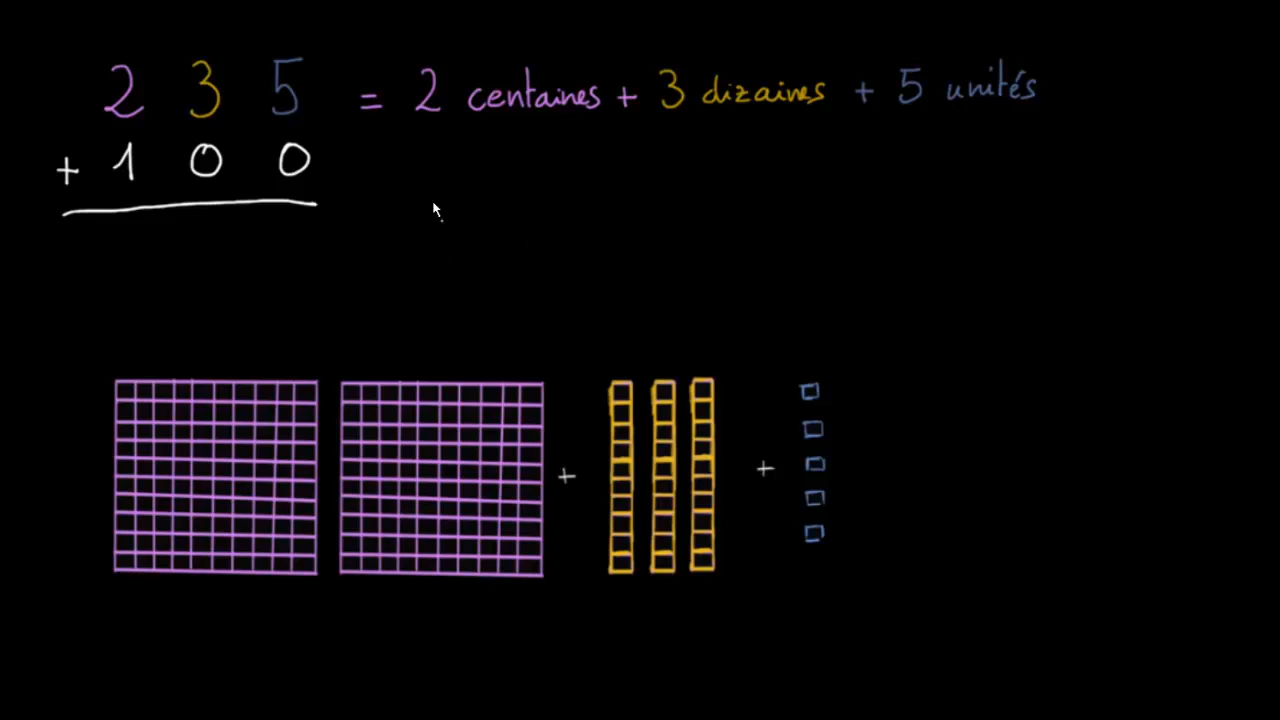 2 3 5 = 2 centaines + 3 dizaines + 5 unités
+ 1 0 0
+ +